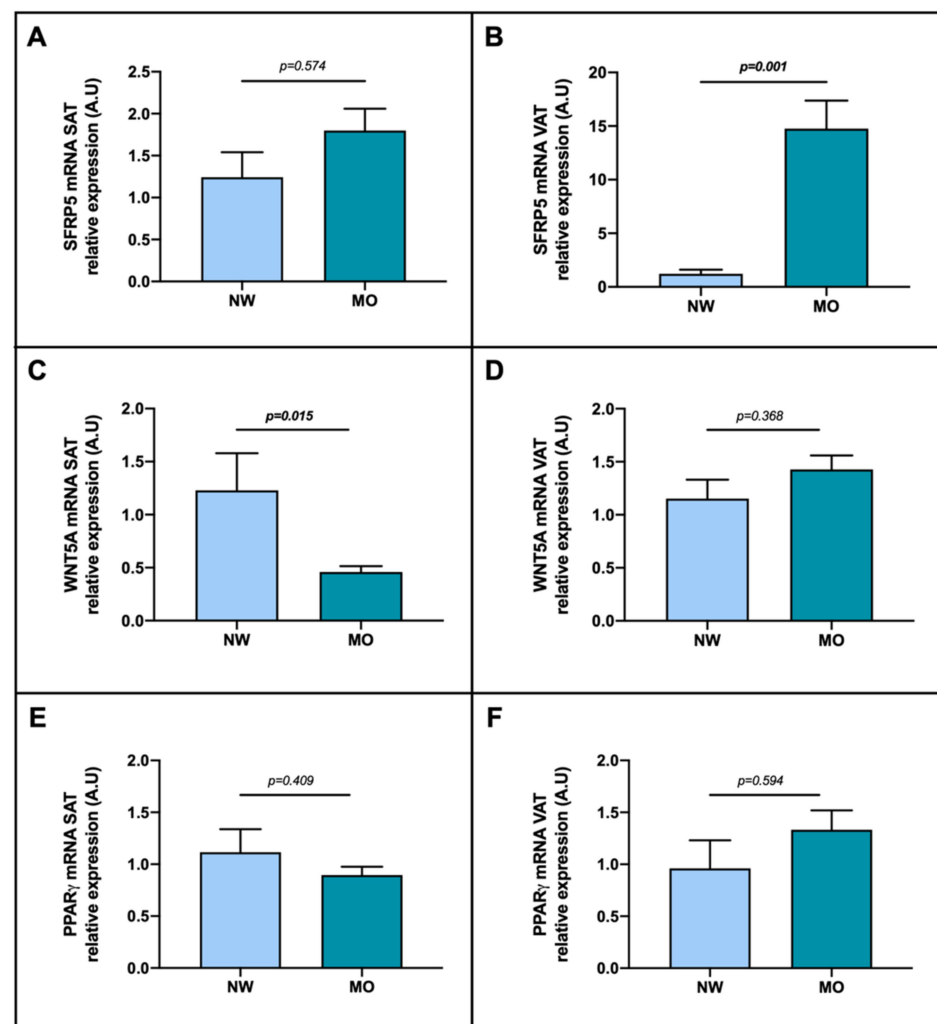 A
SFRP5 mRNA SAT
relative expression (A.U)
2.5
2.0
1.5
1.0
0.5
0.0
p=0.574
NW
MO
B
SFRP5 mRNA VAT
relative expression (A.U)
20
15
10
5
0
p=0.001
NW
MO
C
WNT5A mRNA SAT
relative expression (A.U)
2.0
1.5
1.0
0.5
0.0
p=0.015
NW
MO
D
WNT5A mRNA VAT
relative expression (A.U)
2.0
1.5
1.0
0.5
0.0
p=0.368
NW
MO
E
PPARγ mRNA SAT
relative expression (A.U)
2.0
1.5
1.0
0.5
0.0
p=0.409
NW
MO
F
PPARγ mRNA VAT
relative expression (A.U)
2.0
1.5
1.0
0.5
0.0
p=0.594
NW
MO